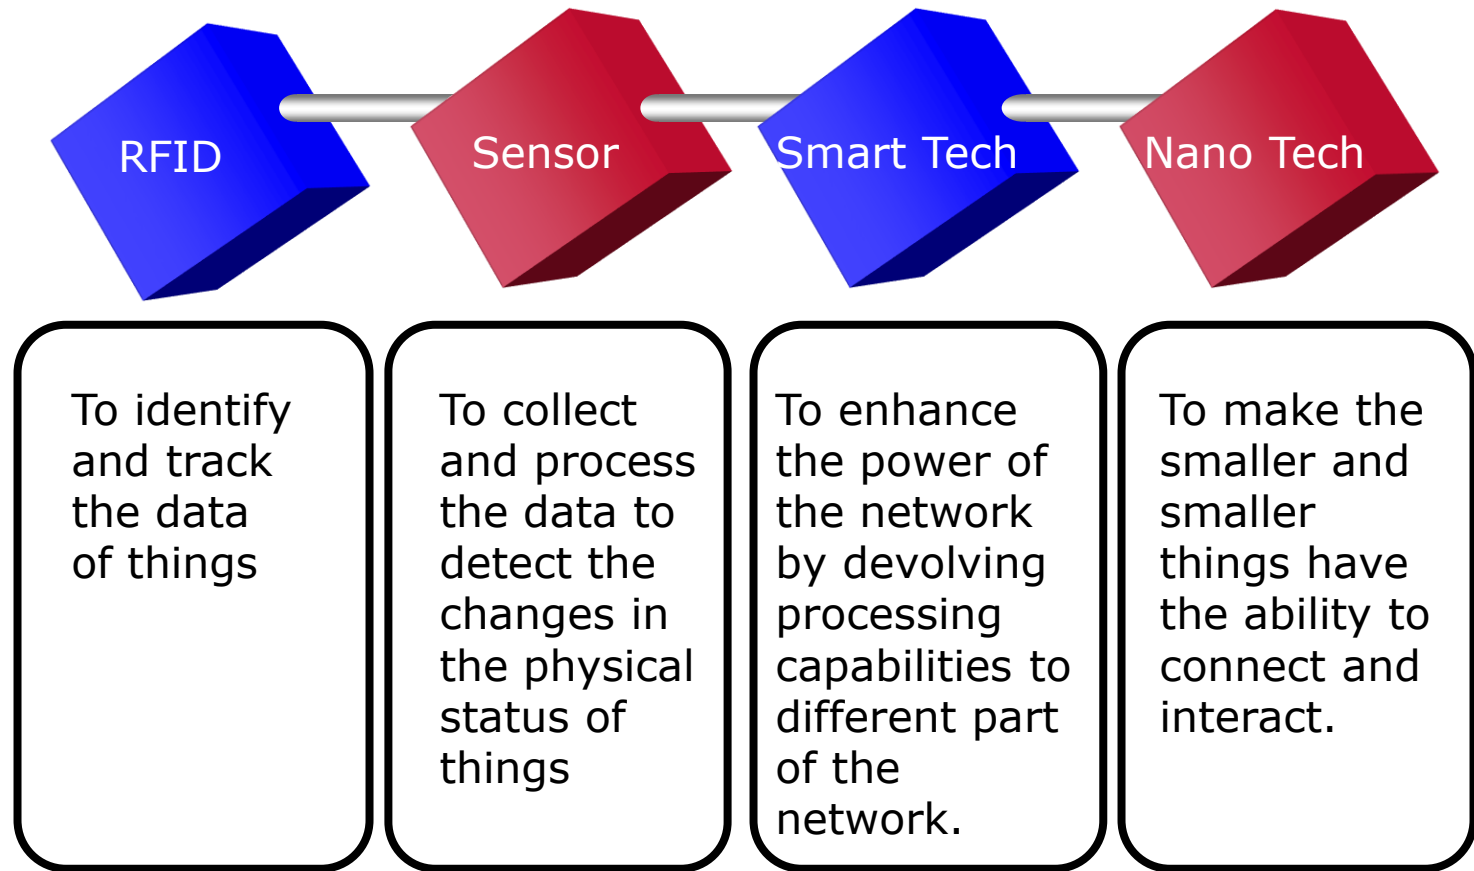 RFID
Sensor
Smart Tech
Nano Tech
To identify
and track
the data
of things
To collect
and process
the data to
detect the
changes in
the physical
status of
things
To enhance
the power of
the network
by devolving
processing
capabilities to
different part
of the
network.
To make the
smaller and
smaller
things have
the ability to
connect and
interact.